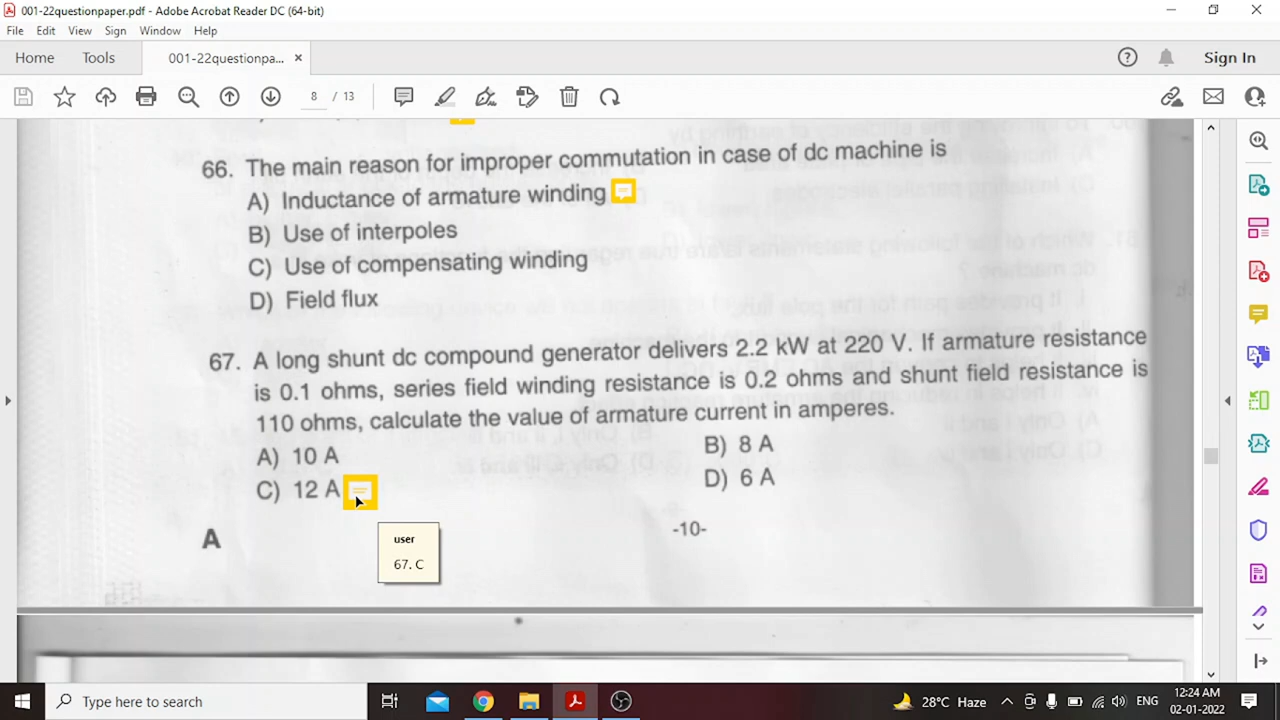 001-22questionpaper.pdf - Adobe Acrobat Reader DC (64-bit)
File Edit View Sign Window Help
Home Tools 001-22questionpa... × Sign In
8 / 13
66. The main reason for improper commutation in case of dc machine is
A) Inductance of armature winding
B) Use of interpoles
C) Use of compensating winding
D) Field flux
67. A long shunt dc compound generator delivers 2.2 kW at 220 V. If armature resistance
is 0.1 ohms, series field winding resistance is 0.2 ohms and shunt field resistance is
110 ohms, calculate the value of armature current in amperes.
A) 10 A B) 8 A
C) 12 A D) 6 A
A -10-
user
67. C
Type here to search 28°C Haze ENG 12:24 AM
02-01-2022